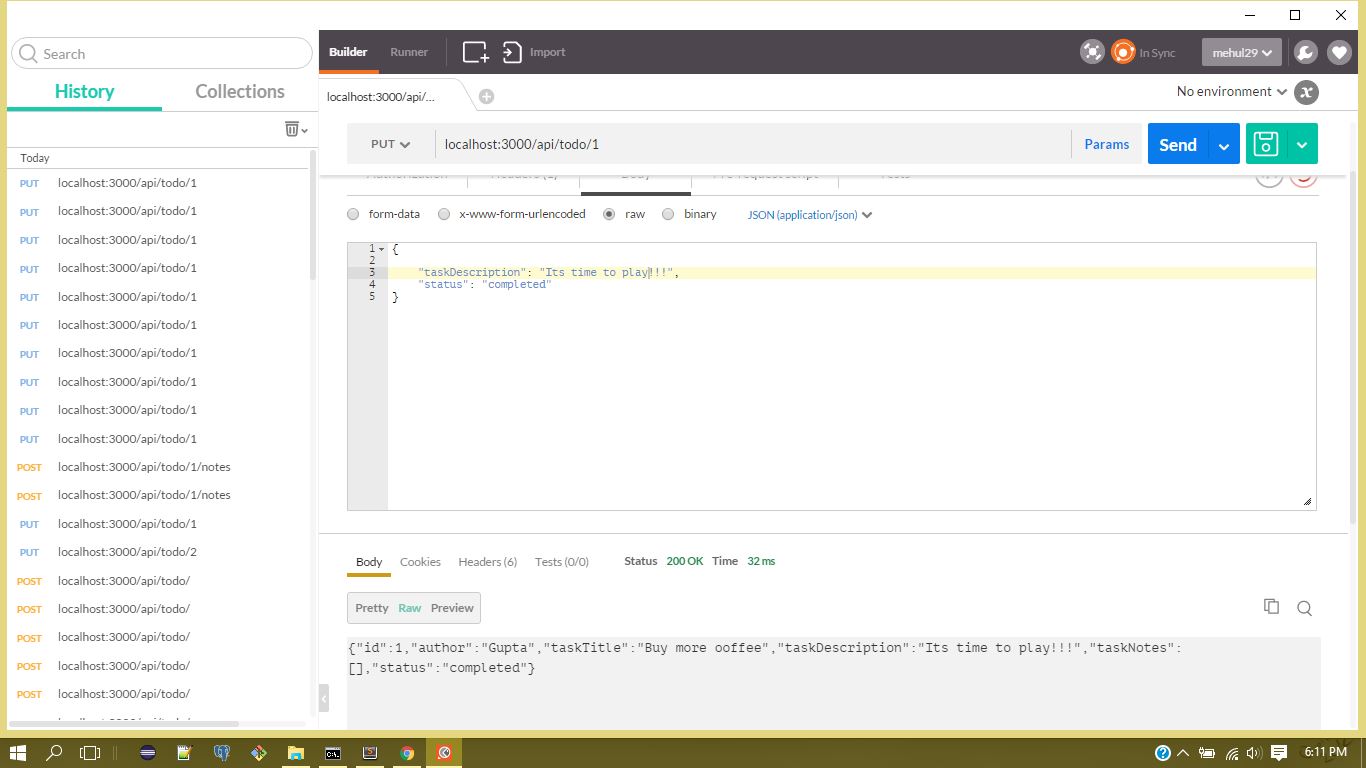 Search
Builder
Runner
Import
In Sync
mehul29
History
Collections
localhost:3000/api/...
No environment
Today
PUT localhost:3000/api/todo/1
PUT localhost:3000/api/todo/1
PUT localhost:3000/api/todo/1
PUT localhost:3000/api/todo/1
PUT localhost:3000/api/todo/1
PUT localhost:3000/api/todo/1
PUT localhost:3000/api/todo/1
PUT localhost:3000/api/todo/1
PUT localhost:3000/api/todo/1
PUT localhost:3000/api/todo/1
POST localhost:3000/api/todo/1/notes
POST localhost:3000/api/todo/1/notes
PUT localhost:3000/api/todo/1
PUT localhost:3000/api/todo/2
POST localhost:3000/api/todo/
POST localhost:3000/api/todo/
POST localhost:3000/api/todo/
POST localhost:3000/api/todo/
POST localhost:3000/api/todo/
PUT
localhost:3000/api/todo/1
Params
Send
form-data
x-www-form-urlencoded
raw
binary
JSON (application/json)
1 {
2
3 "taskDescription": "Its time to play!!!",
4 "status": "completed"
5 }
Body
Cookies
Headers (6)
Tests (0/0)
Status 200 OK Time 32 ms
Pretty Raw Preview
{"id":1,"author":"Gupta","taskTitle":"Buy more ooffee","taskDescription":"Its time to play!!!","taskNotes":
[],"status":"completed"}
6:11 PM